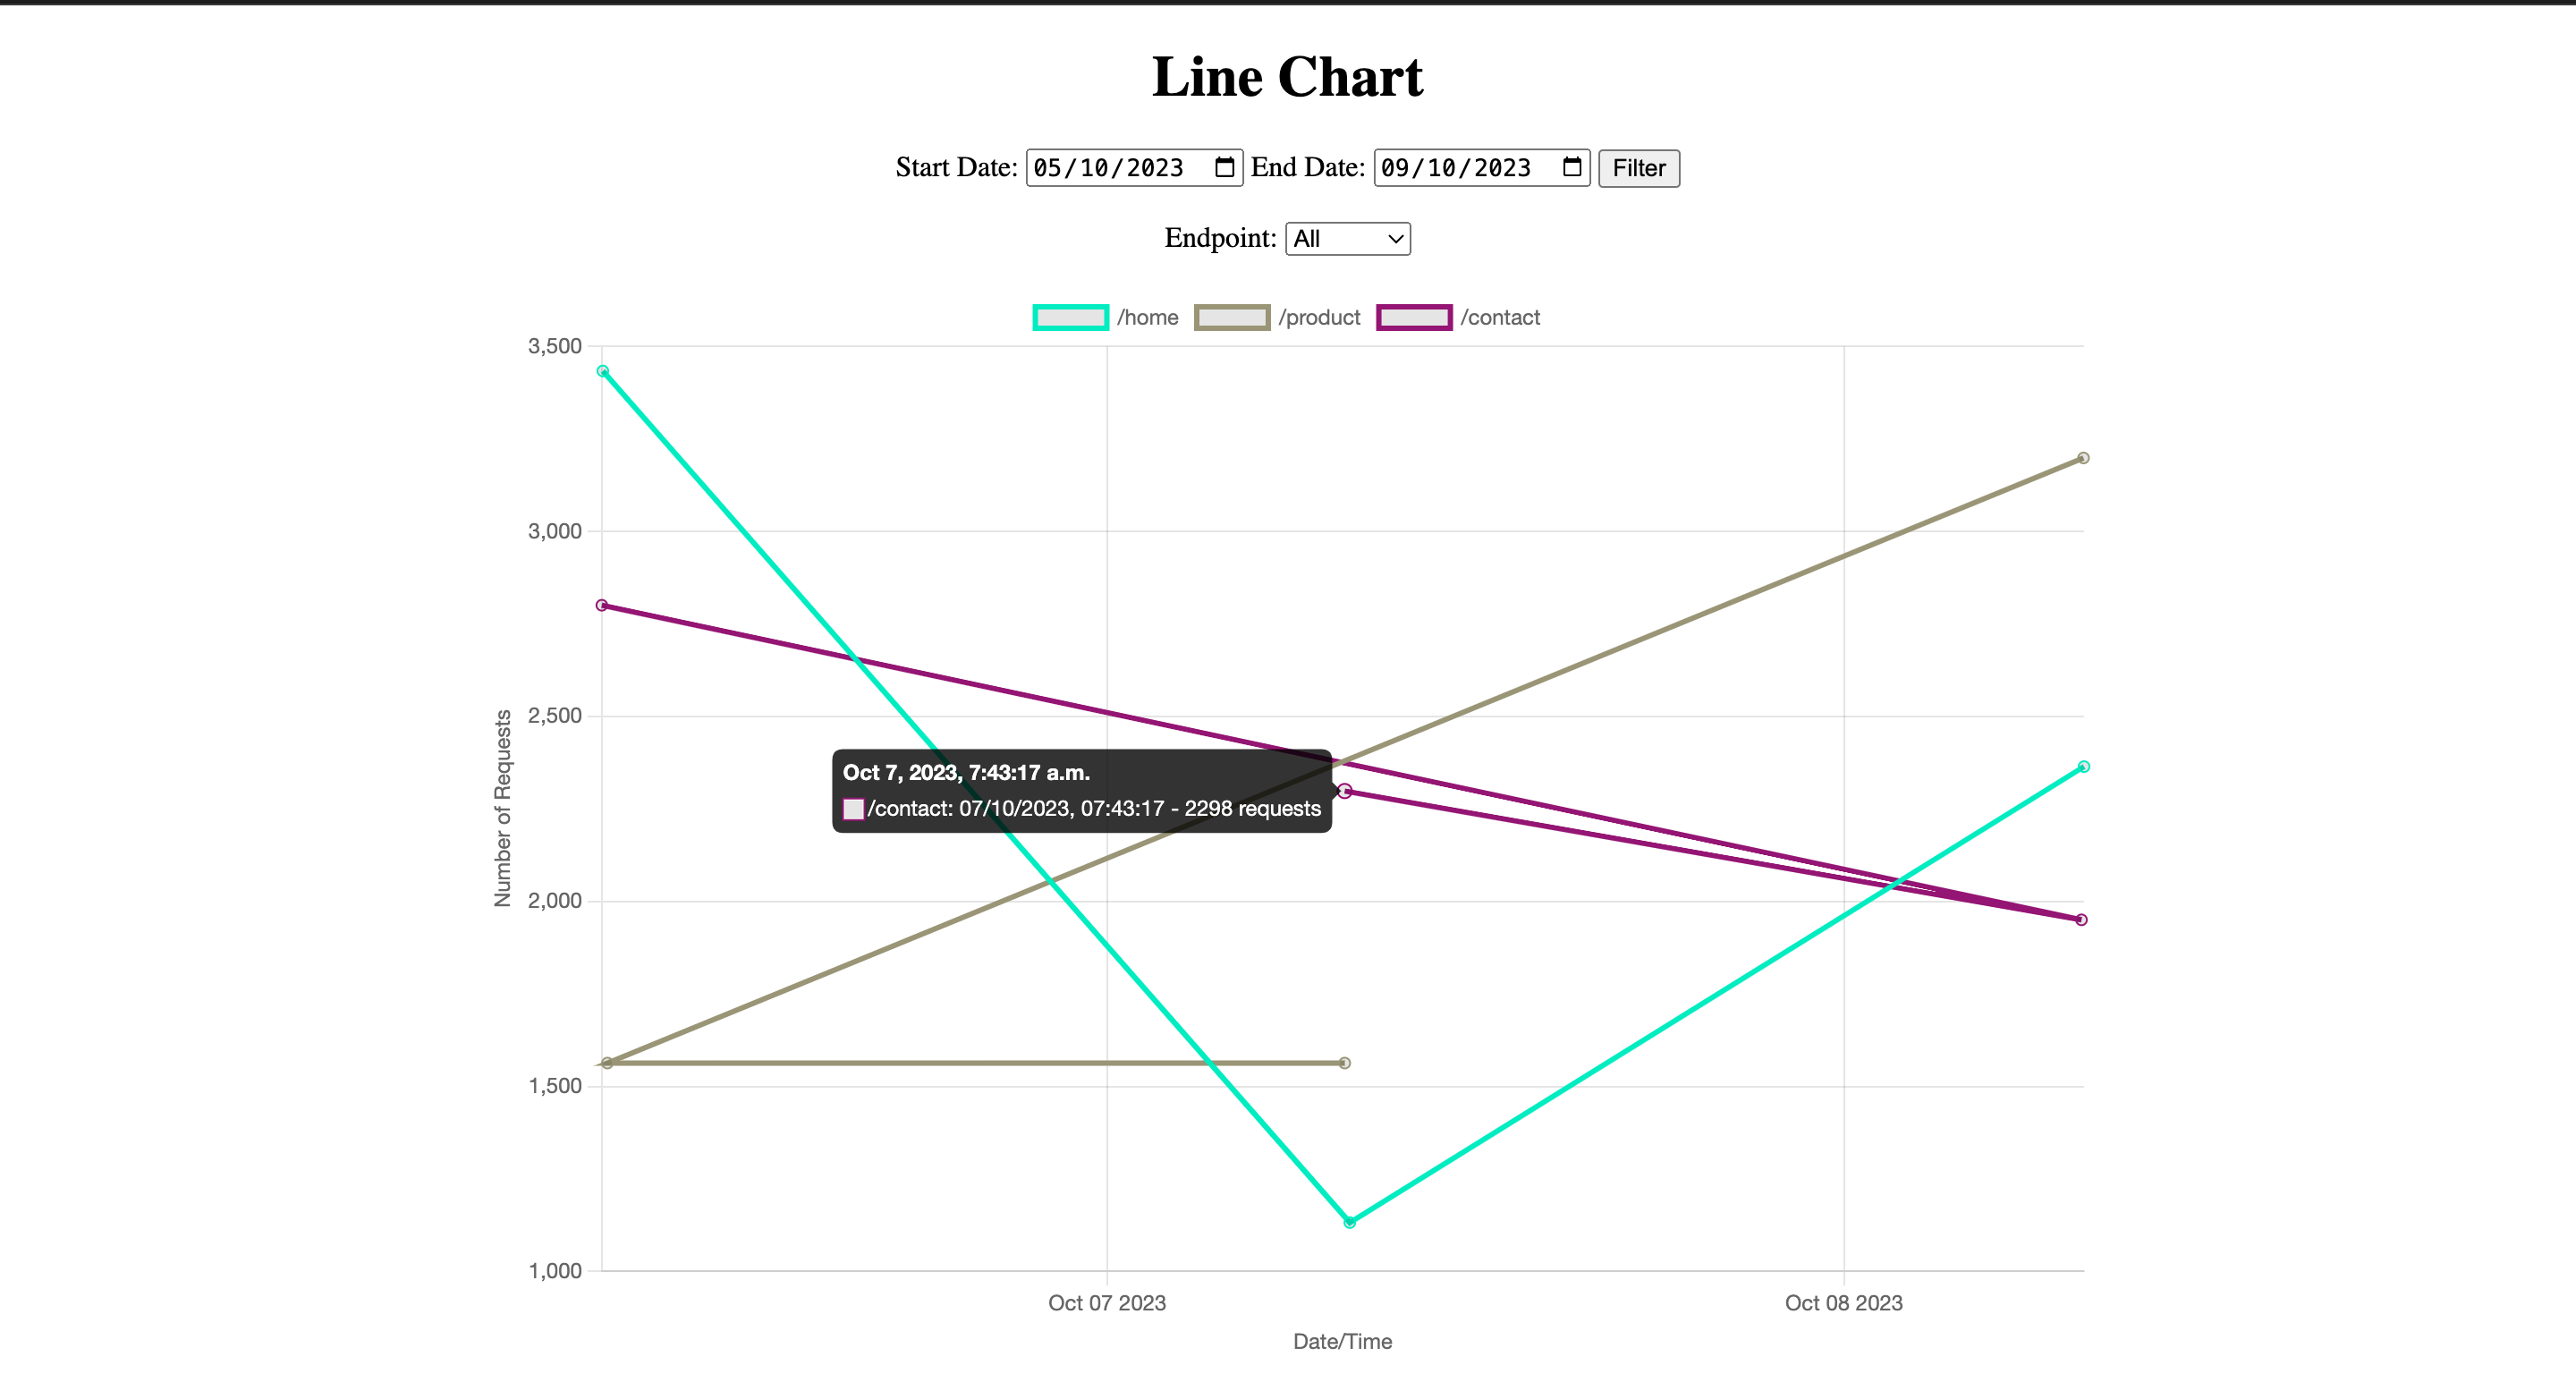 Line Chart
Start Date: 05/10/2023 End Date: 09/10/2023 Filter
Endpoint: All
/home /product /contact
3,500
3,000
2,500
2,000
1,500
1,000
Number of Requests
Oct 7, 2023, 7:43:17 a.m.
/contact: 07/10/2023, 07:43:17 - 2298 requests
Oct 07 2023 Oct 08 2023
Date/Time